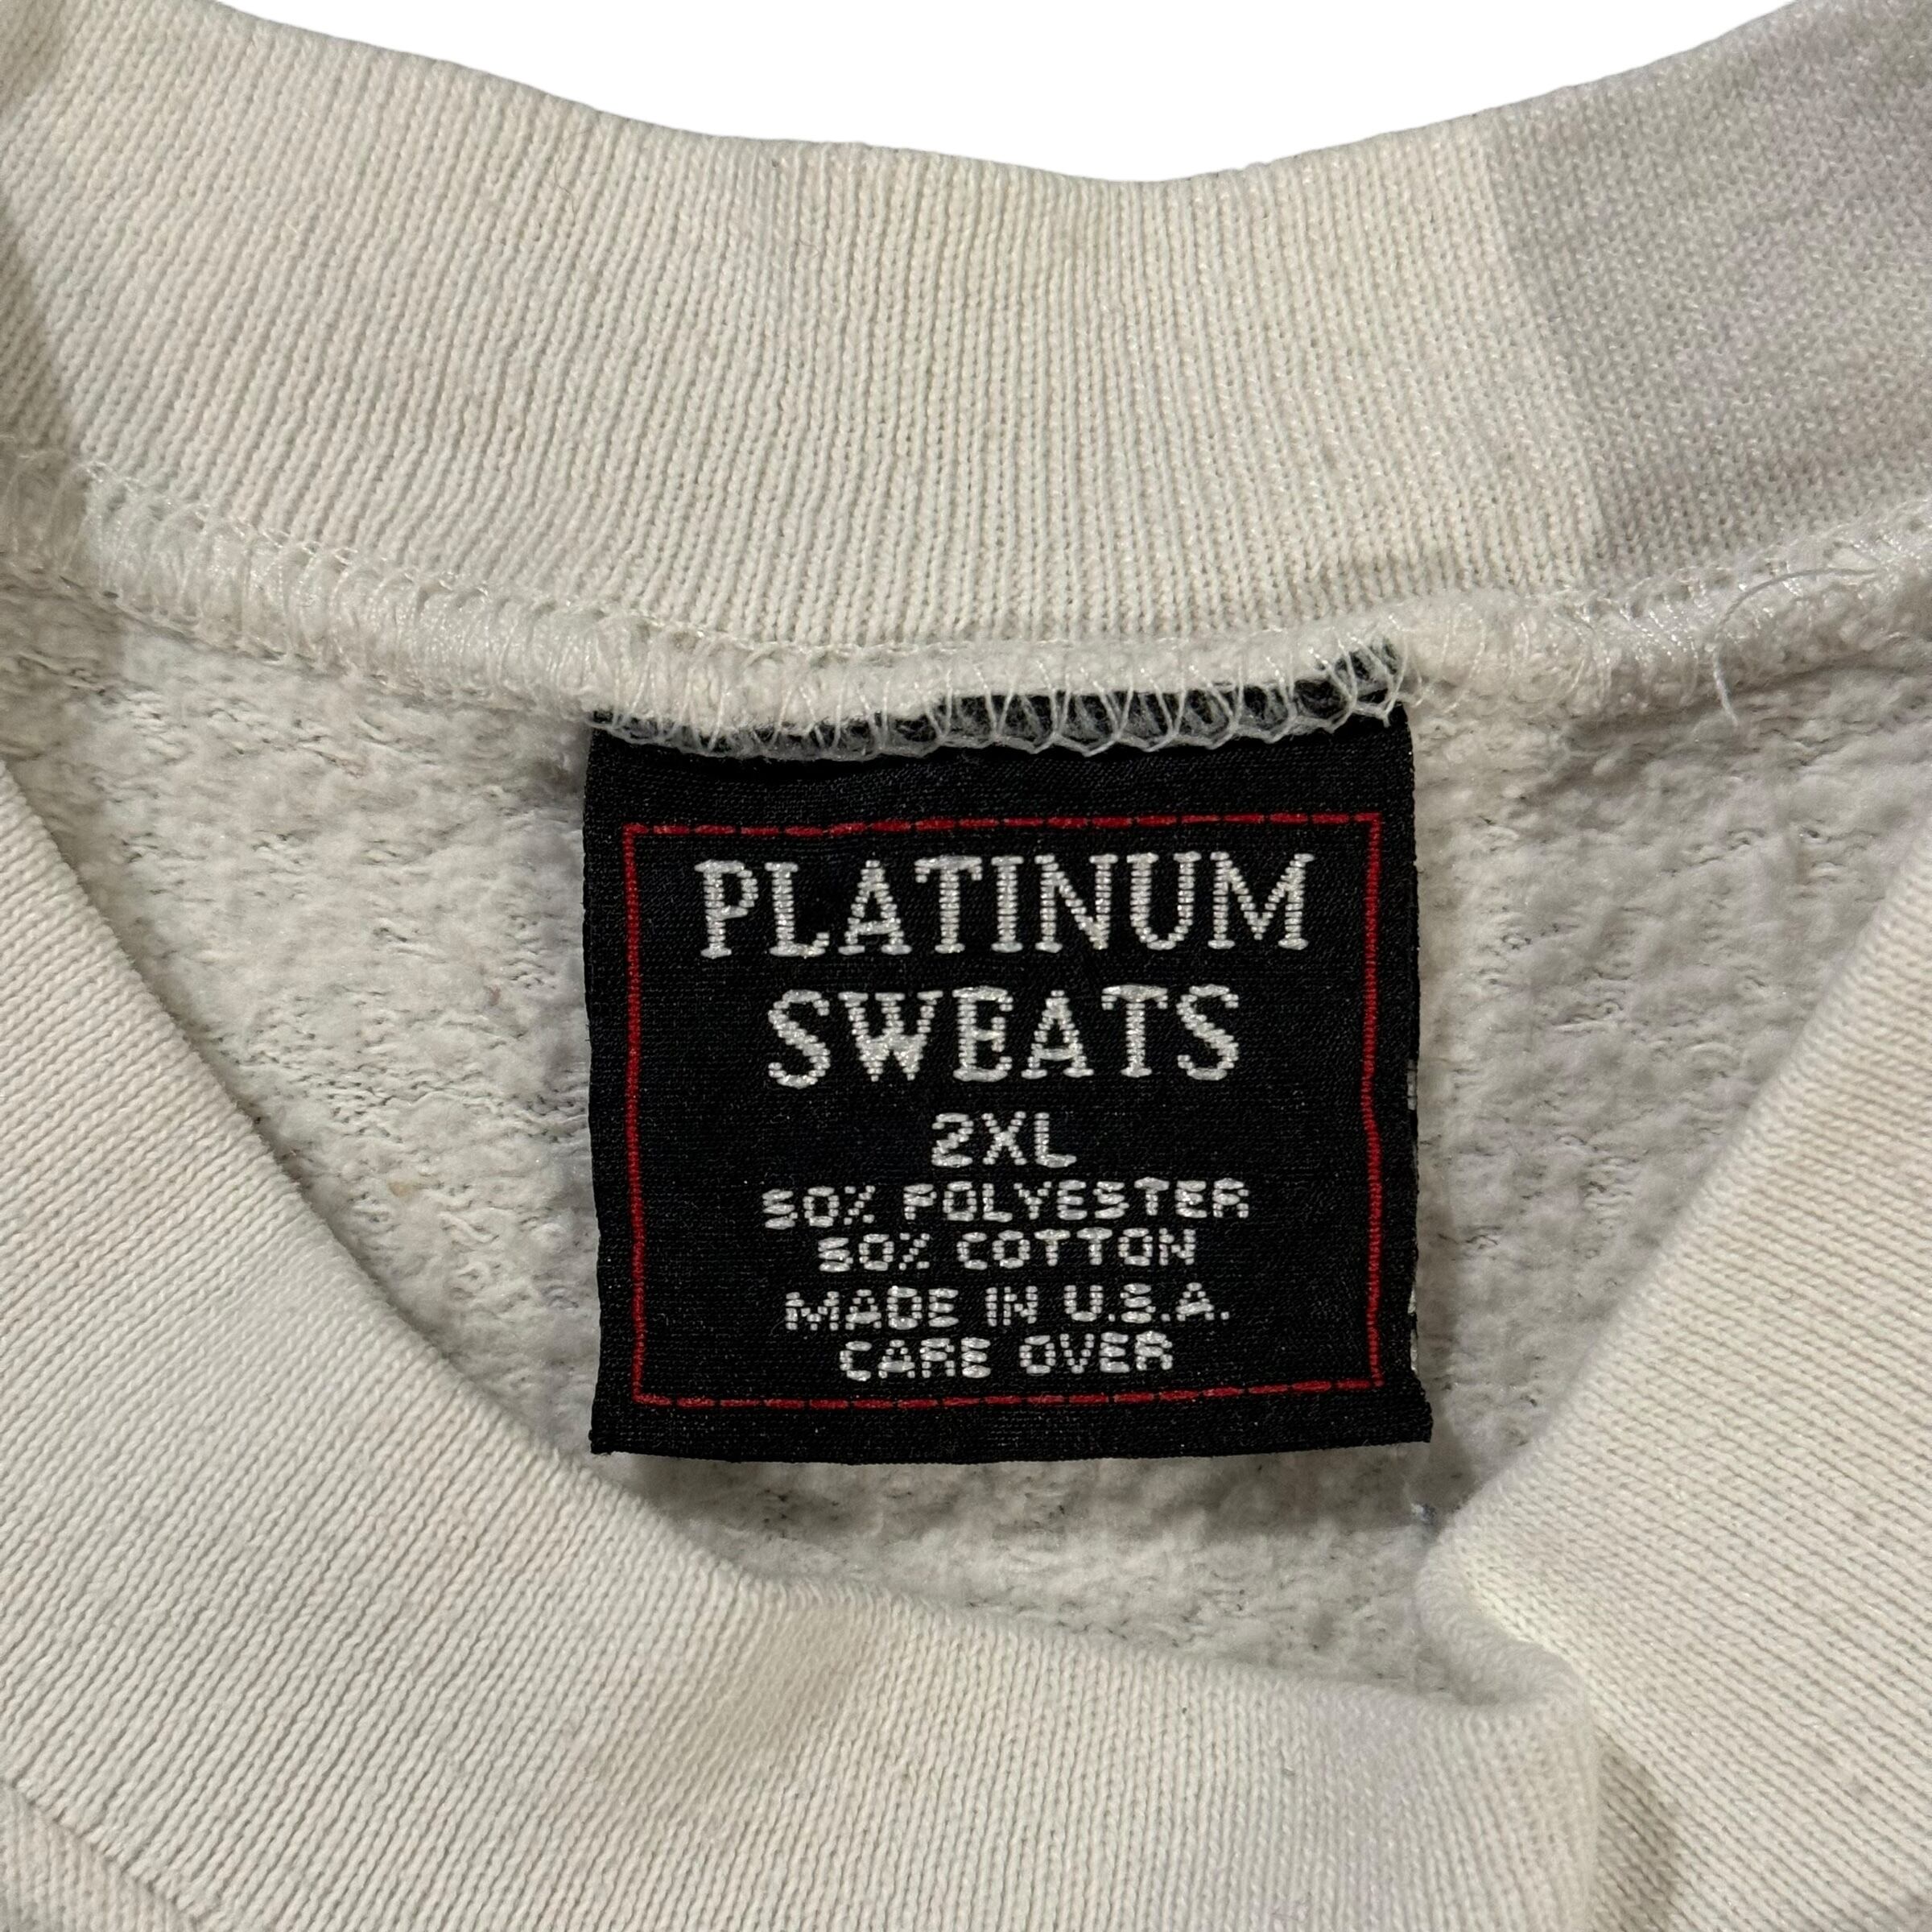 PLATINUM
SWEATS
2XL
50% POLYESTER
50% COTTON
MADE IN U.S.A.
CARE OVER